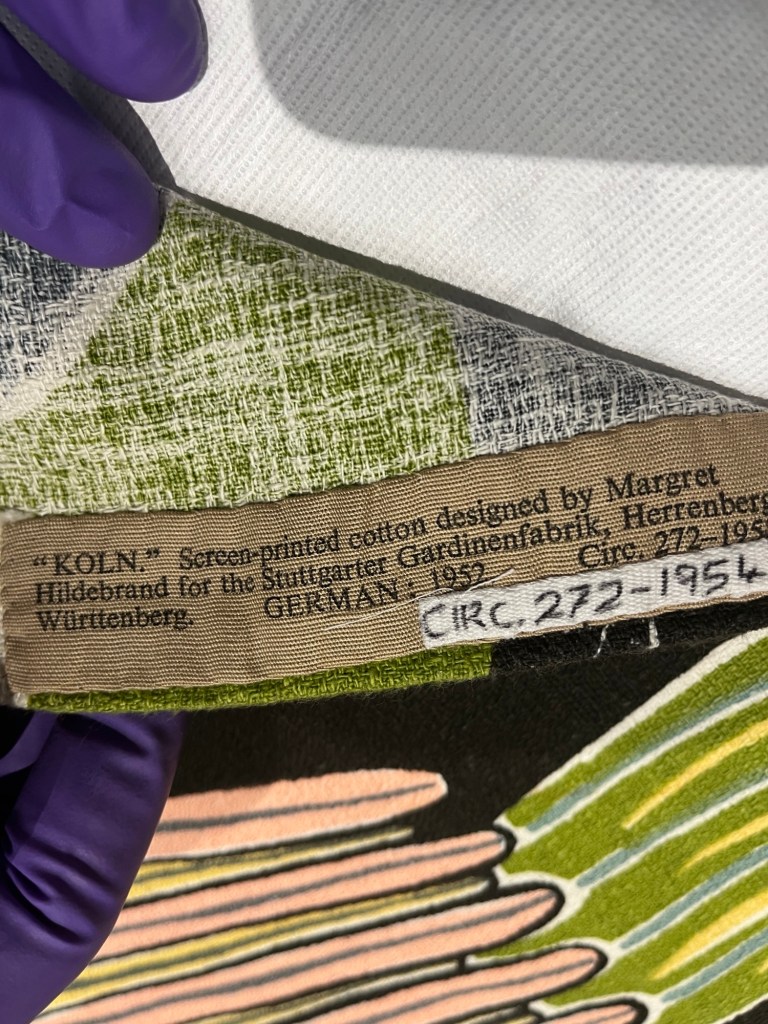 “KOLN.” Screen-printed cotton designed by Margret
Hildebrand for the Stuttgarter Gardinenfabrik, Herrenberg
Württenberg. GERMAN: 1952 Circ. 272–195
CIRC. 272-1954